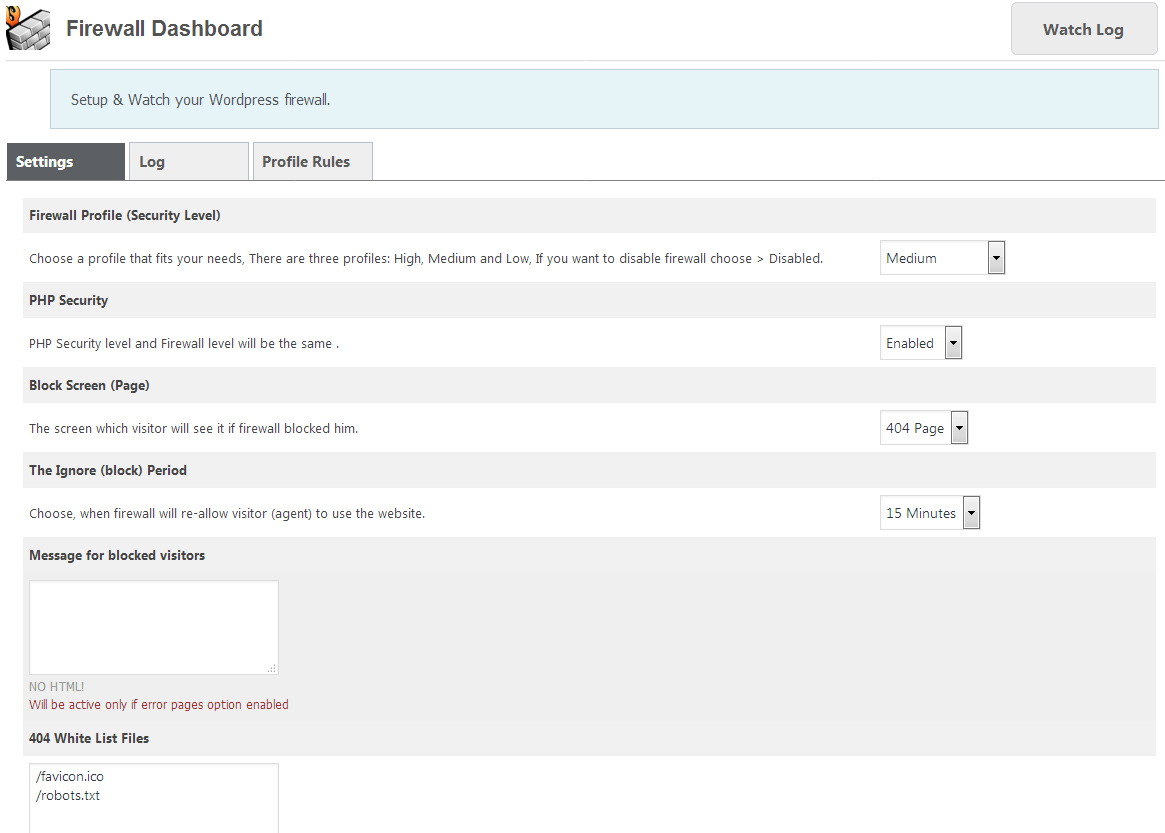 Firewall Dashboard
Watch Log
Setup & Watch your Wordpress firewall.
Settings
Log
Profile Rules
Firewall Profile (Security Level)
Choose a profile that fits your needs, There are three profiles: High, Medium and Low, If you want to disable firewall choose > Disabled.
Medium
PHP Security
PHP Security level and Firewall level will be the same .
Enabled
Block Screen (Page)
The screen which visitor will see it if firewall blocked him.
404 Page
The Ignore (block) Period
Choose, when firewall will re-allow visitor (agent) to use the website.
15 Minutes
Message for blocked visitors
NO HTML!
Will be active only if error pages option enabled
404 White List Files
/favicon.ico
/robots.txt